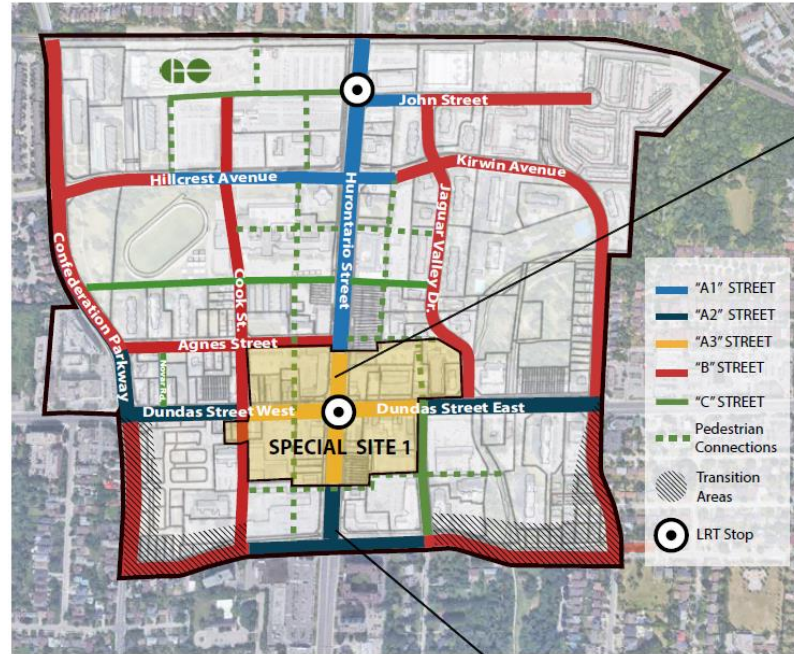 GO
John Street
Hillcrest Avenue
Kirwin Avenue
Hurontario Street
Jaguar Valley Dr.
Confederation Parkway
Cook St.
Agnes Street
Novar Rd.
Dundas Street West
Dundas Street East
SPECIAL SITE 1
"A1" STREET
"A2" STREET
"A3" STREET
"B" STREET
"C" STREET
Pedestrian
Connections
Transition
Areas
LRT Stop